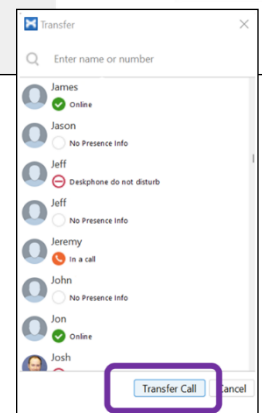 Transfer
Enter name or number
James
Online
Jason
No Presence Info
Jeff
Deskphone do not disturb
Jeff
No Presence Info
Jeremy
In a call
John
No Presence Info
Jon
Online
Josh
Transfer Call
Cancel